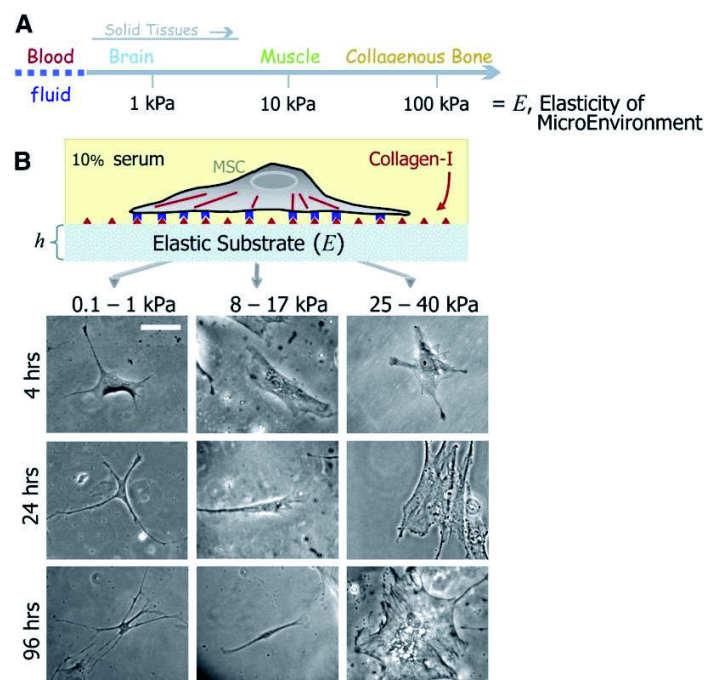 A
Solid Tissues
Blood Brain Muscle Collagenous Bone
fluid
1 kPa 10 kPa 100 kPa = E, Elasticity of
MicroEnvironment
B
10% serum
MSC
Collagen-I
h
Elastic Substrate (E)
0.1 – 1 kPa 8 – 17 kPa 25 – 40 kPa
4 hrs
24 hrs
96 hrs